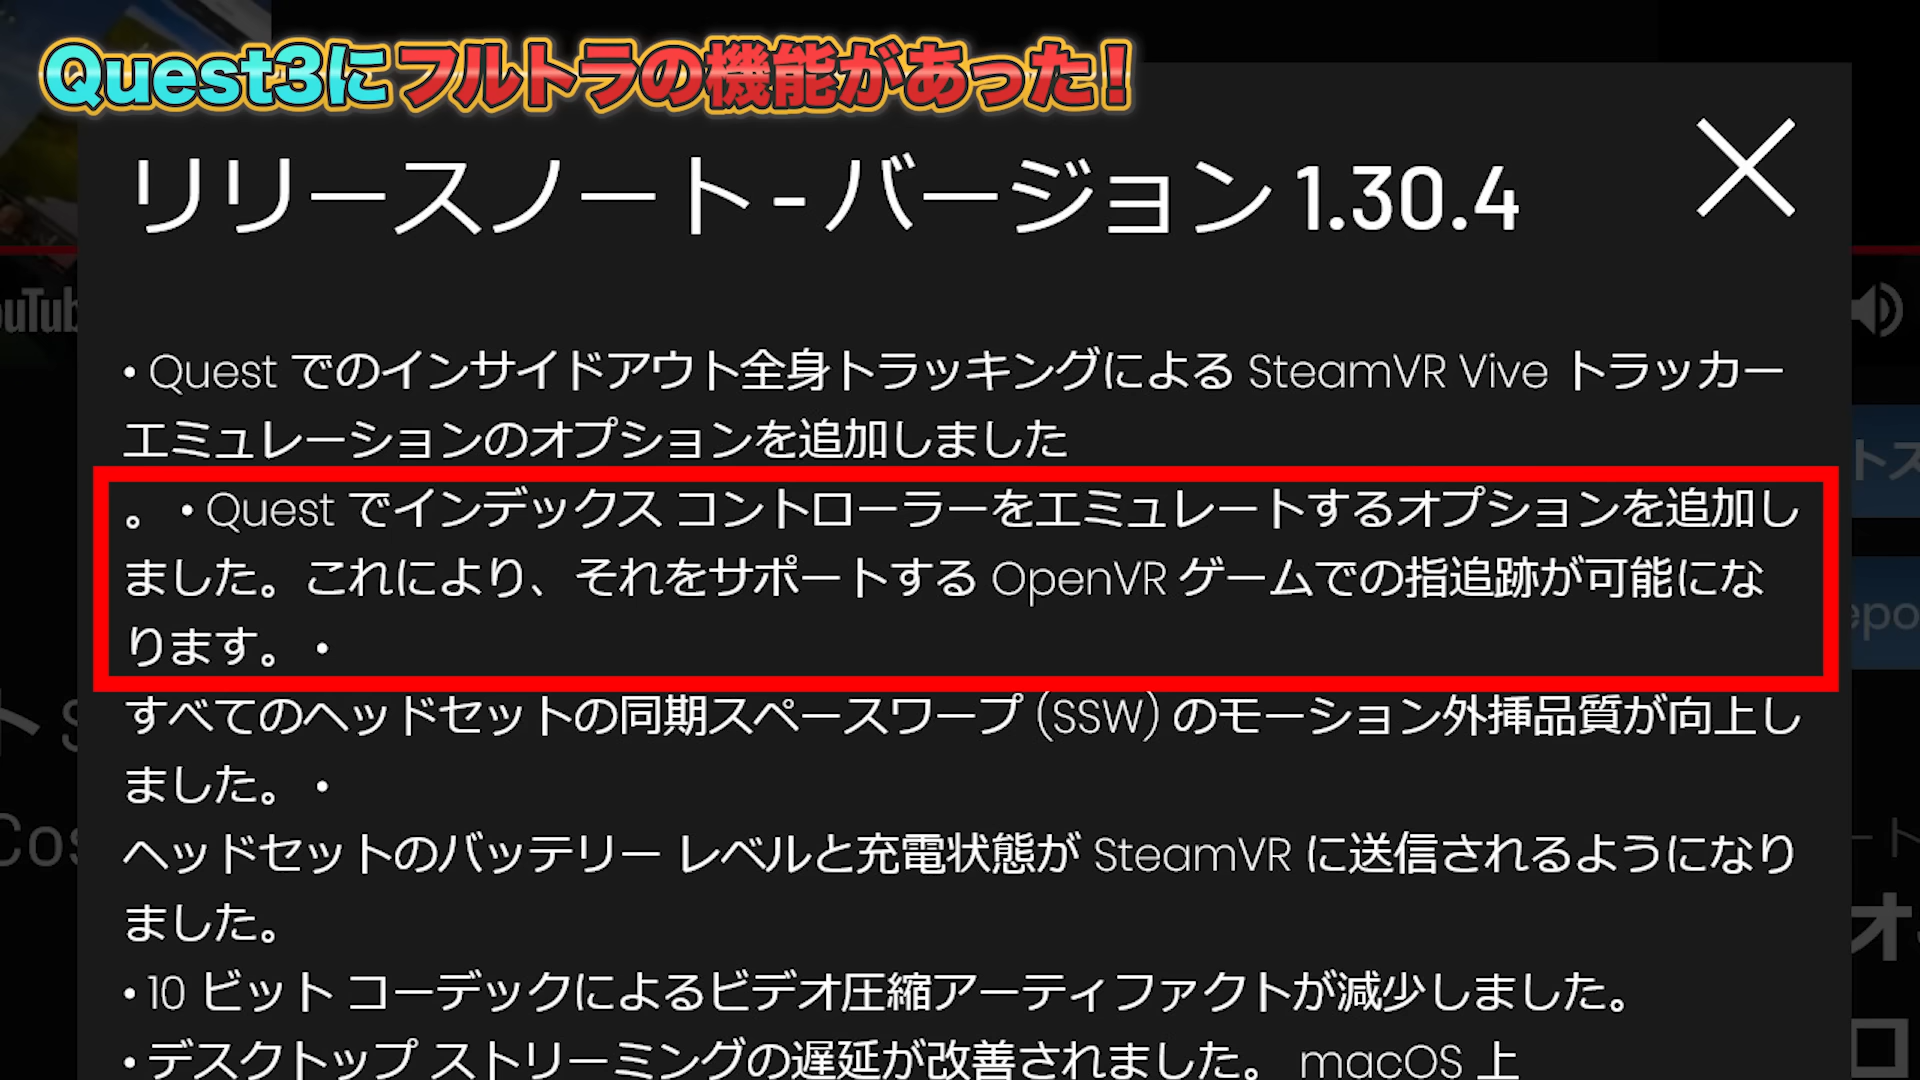 Quest3にフルトラの機能があった!
リリースノート - バージョン 1.30.4
• Quest でのインサイドアウト全身トラッキングによる SteamVR Vive トラッカー
エミュレーションのオプションを追加しました
。 • Quest でインデックス コントローラーをエミュレートするオプションを追加し
ました。これにより、それをサポートする OpenVR ゲームでの指追跡が可能にな
ります。 •
すべてのヘッドセットの同期スペースワープ (SSW) のモーション外挿品質が向上し
ました。 •
ヘッドセットのバッテリー レベルと充電状態が SteamVR に送信されるようになり
ました。
• 10 ビット コーデックによるビデオ圧縮アーティファクトが減少しました。
• デスクトップ ストリーミングの遅延が改善されました。 macOS 上